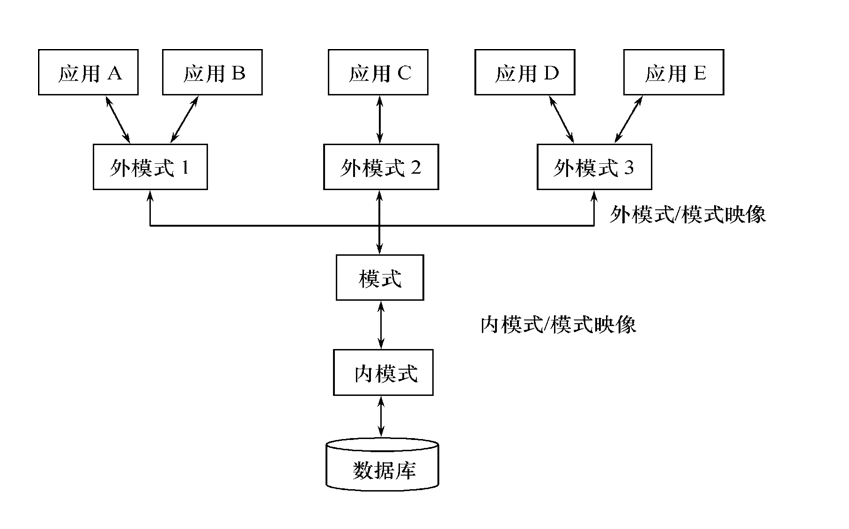 应用 A
应用 B
应用 C
应用 D
应用 E
外模式 1
外模式 2
外模式 3
外模式/模式映像
模式
内模式/模式映像
内模式
数据库